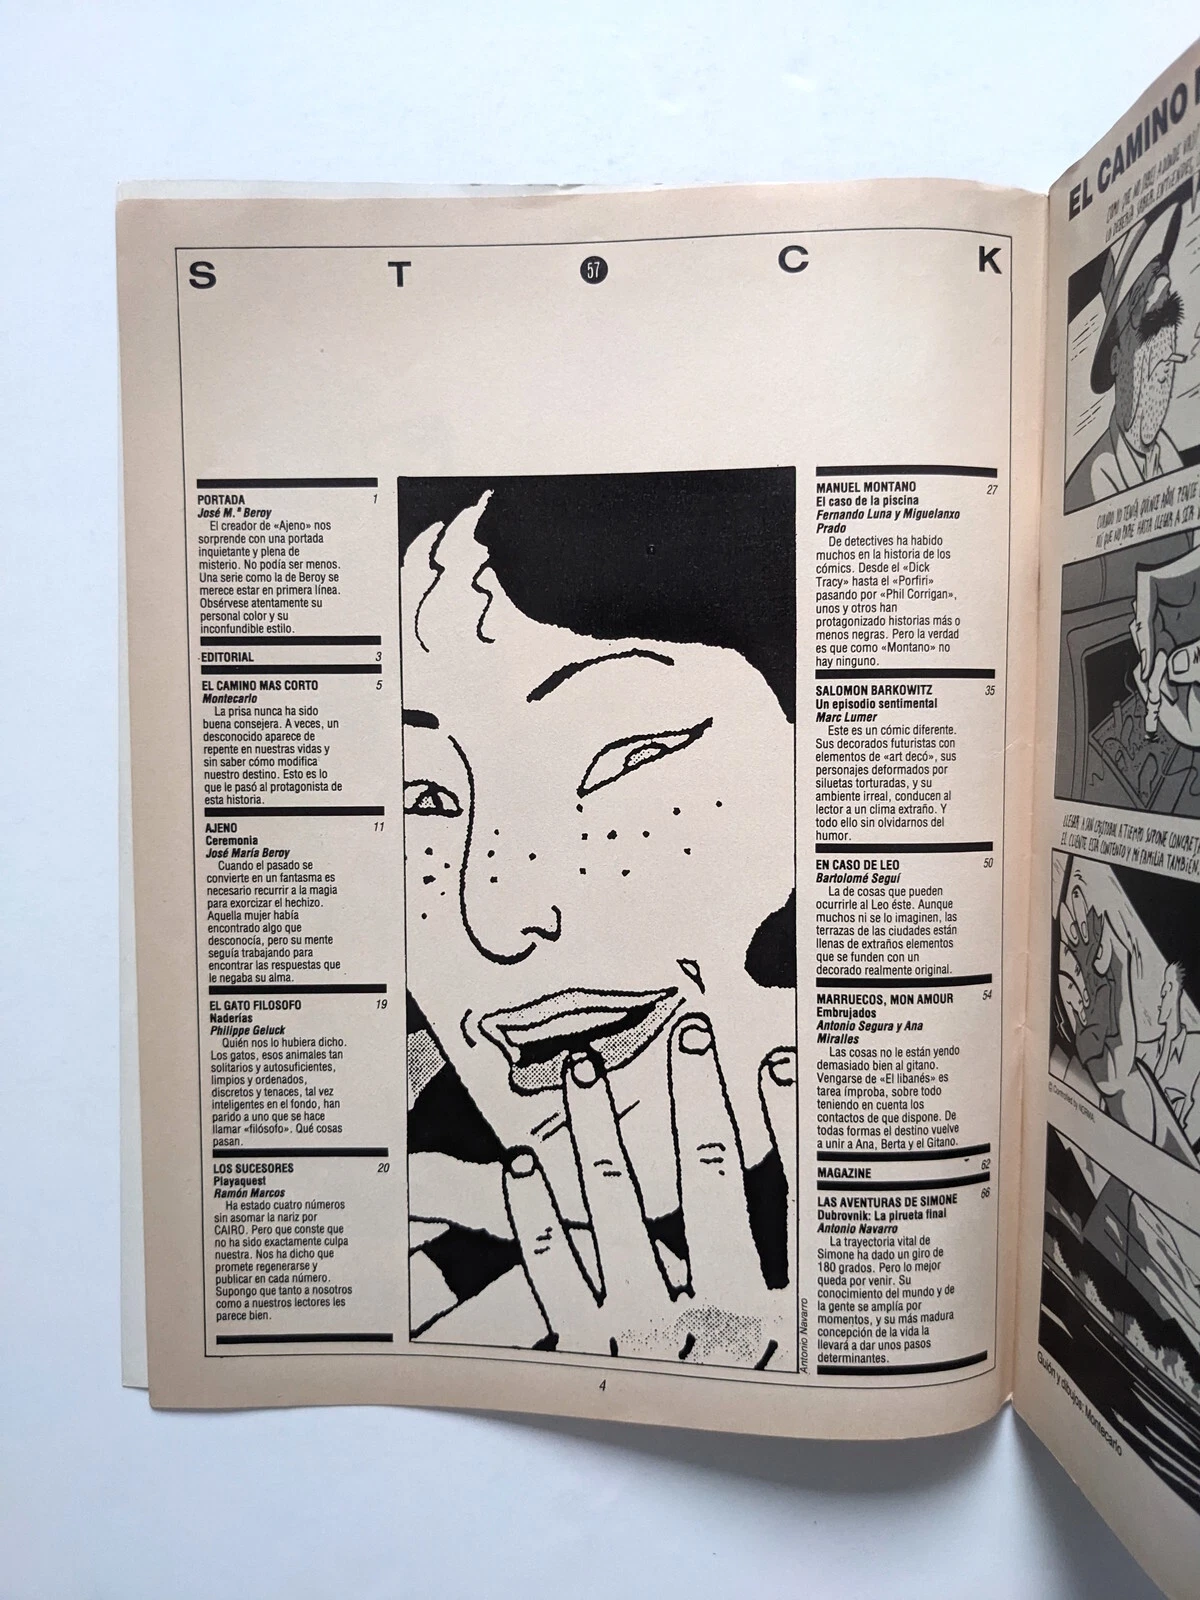 S T 57 C K
PORTADA 1
José M.ª Beroy
El creador de «Ajeno» nos
sorprende con una portada
inquietante y plena de
misterio. No podía ser menos.
Una serie como la de Beroy se
merece estar en primera línea.
Obsérvese atentamente su
personal color y su
inconfundible estilo.
EDITORIAL 3
EL CAMINO MAS CORTO 5
Montecarlo
La prisa nunca ha sido
buena consejera. A veces, un
desconocido aparece de
repente en nuestras vidas y
sin saber cómo modifica
nuestro destino. Esto es lo
que le pasó al protagonista de
esta historia.
AJENO 11
Ceremonia
José María Beroy
Cuando el pasado se
convierte en un fantasma es
necesario recurrir a la magia
para exorcizar el hechizo.
Aquella mujer había
encontrado algo que
desconocía, pero su mente
seguía trabajando para
encontrar las respuestas que
le negaba su alma.
EL GATO FILOSOFO 19
Naderías
Philippe Geluck
Quién nos lo hubiera dicho.
Los gatos, esos animales tan
solitarios y autosuficientes,
limpios y ordenados,
discretos y tenaces, tal vez
inteligentes en el fondo, han
parido a uno que se hace
llamar «filósofo». Qué cosas
pasan.
LOS SUCESORES 20
Playaquest
Ramón Marcos
Ha estado cuatro números
sin asomar la nariz por
CAIRO. Pero que conste que
no ha sido exactamente culpa
nuestra. Nos ha dicho que
promete regenerarse y
publicar en cada número.
Supongo que tanto a nosotros
como a nuestros lectores les
parece bien.
Antonio Navarro
MANUEL MONTANO 27
El caso de la piscina
Fernando Luna y Miguelanxo
Prado
De detectives ha habido
muchos en la historia de los
cómics. Desde el «Dick
Tracy» hasta el «Porfiri»
pasando por «Phil Corrigan»,
unos y otros han
protagonizado historias más o
menos negras. Pero la verdad
es que como «Montano» no
hay ninguno.
SALOMON BARKOWITZ 35
Un episodio sentimental
Marc Lumer
Este es un cómic diferente.
Sus decorados futuristas con
elementos de «art decó», sus
personajes deformados por
siluetas torturadas, y su
ambiente irreal, conducen al
lector a un clima extraño. Y
todo ello sin olvidarnos del
humor.
EN CASO DE LEO 50
Bartolomé Seguí
La de cosas que pueden
ocurrirle al Leo éste. Aunque
muchos ni se lo imaginen, las
terrazas de las ciudades están
llenas de extraños elementos
que se funden con un
decorado realmente original.
MARRUECOS, MON AMOUR 54
Embrujados
Antonio Segura y Ana
Miralles
Las cosas no le están yendo
demasiado bien al gitano.
Vengarse de «El libanés» es
tarea ímproba, sobre todo
teniendo en cuenta los
contactos de que dispone. De
todas formas el destino vuelve
a unir a Ana, Berta y el Gitano.
MAGAZINE 62
LAS AVENTURAS DE SIMONE 66
Dubrovnik: La pirueta final
Antonio Navarro
La trayectoria vital de
Simone ha dado un giro de
180 grados. Pero lo mejor
queda por venir. Su
conocimiento del mundo y de
la gente se amplía por
momentos, y su más madura
concepción de la vida la
llevará a dar unos pasos
determinantes.
4
EL CAMINO
© Controlled by NORMA
Guión y dibujos: Montecarlo